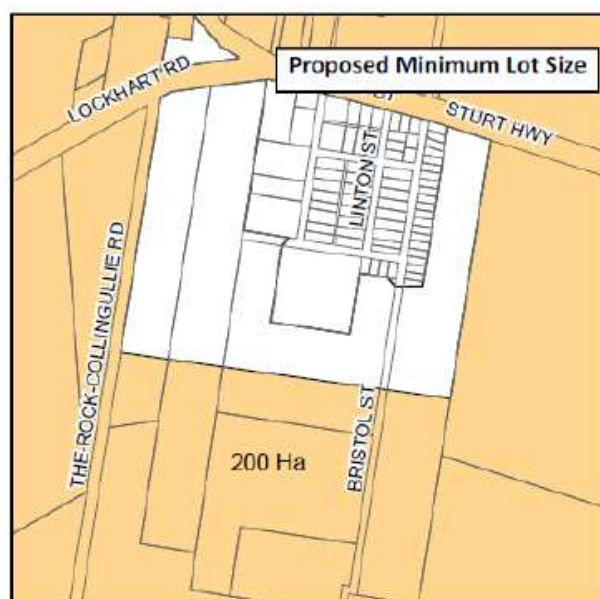 Proposed Minimum Lot Size
LOCKHART RD
STURT HWY
LINTON ST
THE-ROCK-COLLINGULLIE RD
BRISTOL ST
200 Ha